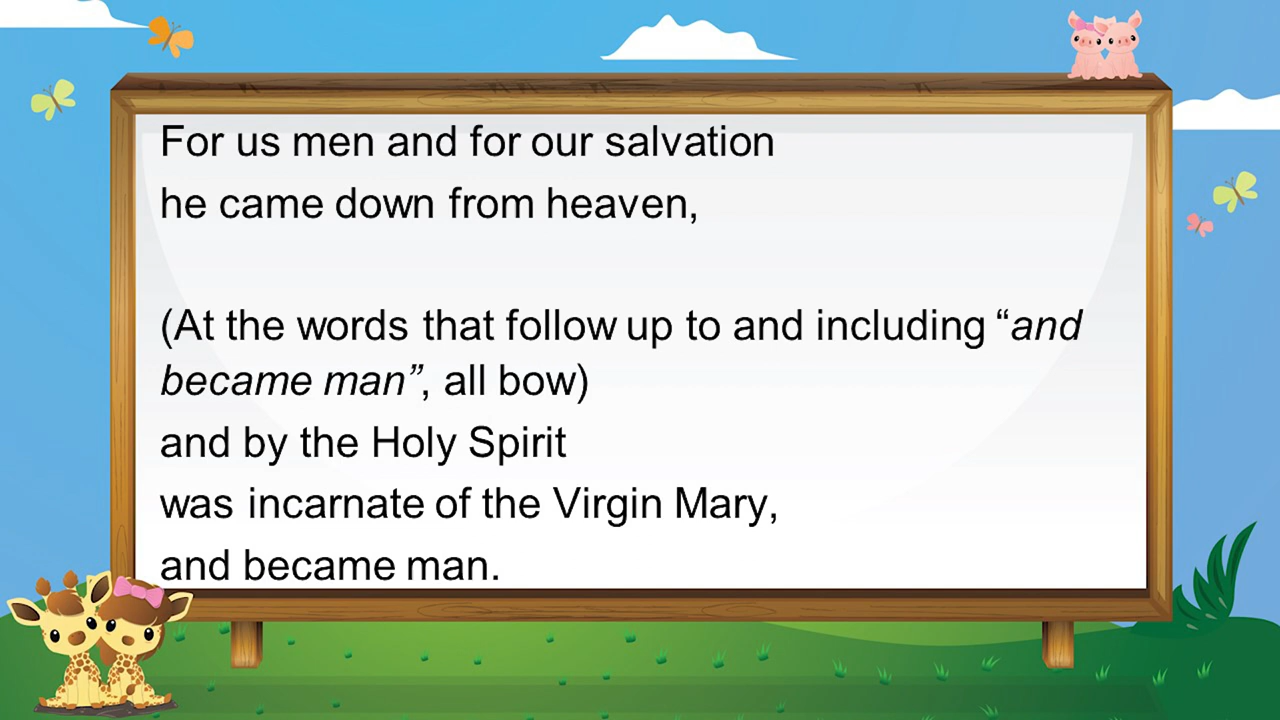 For us men and for our salvation
he came down from heaven,
(At the words that follow up to and including “and
became man”, all bow)
and by the Holy Spirit
was incarnate of the Virgin Mary,
and became man.